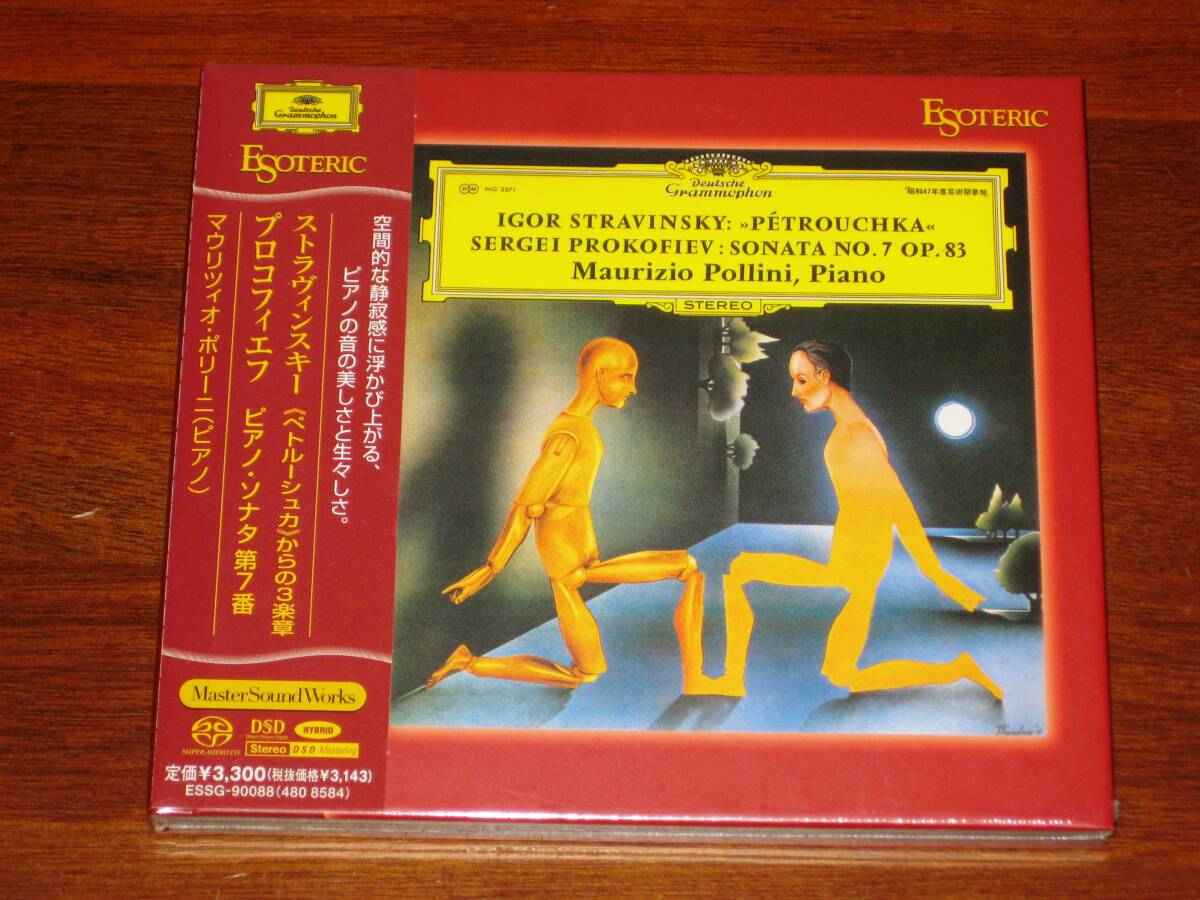 Deutsche
Grammophon
ESOTERIC
空間的な静寂感に浮かび上がる、
ピアノの音の美しさと生々しさ。
ストラヴィンスキー 《ペトルーシュカ》からの3楽章
プロコフィエフ ピアノ・ソナタ 第7番
マウリツィオ・ポリーニ(ピアノ)
MasterSoundWorks
SUPER AUDIO CD
DSD
Direct Stream Digital
HYBRID
Stereo DSD Mastering
定価¥3,300(税抜価格¥3,143)
ESSG-90088(480 8584)
ESOTERIC
Deutsche
Grammophon
MG 2371
昭和47年度芸術祭参加
IGOR STRAVINSKY: »PÉTROUCHKA«
SERGEI PROKOFIEV: SONATA NO. 7 OP. 83
Maurizio Pollini, Piano
STEREO